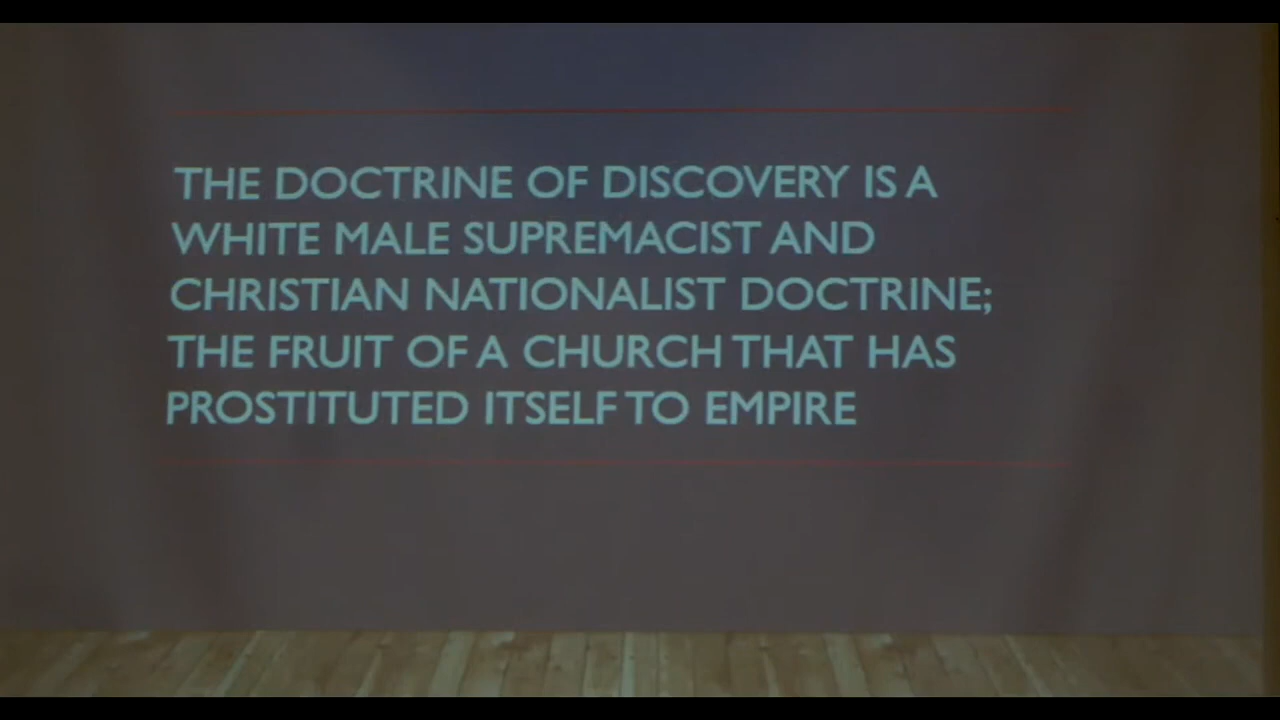 THE DOCTRINE OF DISCOVERY IS A
WHITE MALE SUPREMACIST AND
CHRISTIAN NATIONALIST DOCTRINE;
THE FRUIT OF A CHURCH THAT HAS
PROSTITUTED ITSELF TO EMPIRE